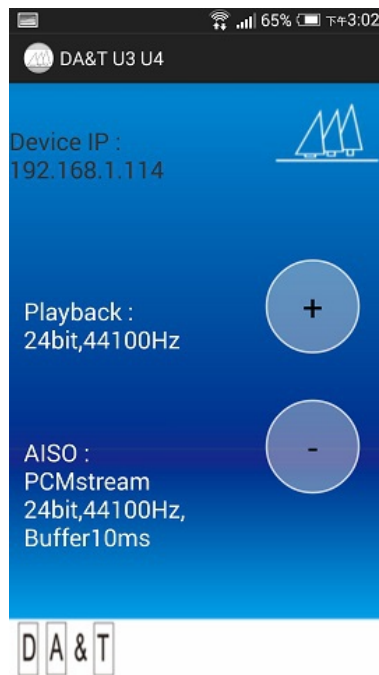 65% 下午3:02
DA&T U3 U4
Device IP :
192.168.1.114
+
Playback :
24bit,44100Hz
-
AISO :
PCMstream
24bit,44100Hz,
Buffer10ms
DA&T